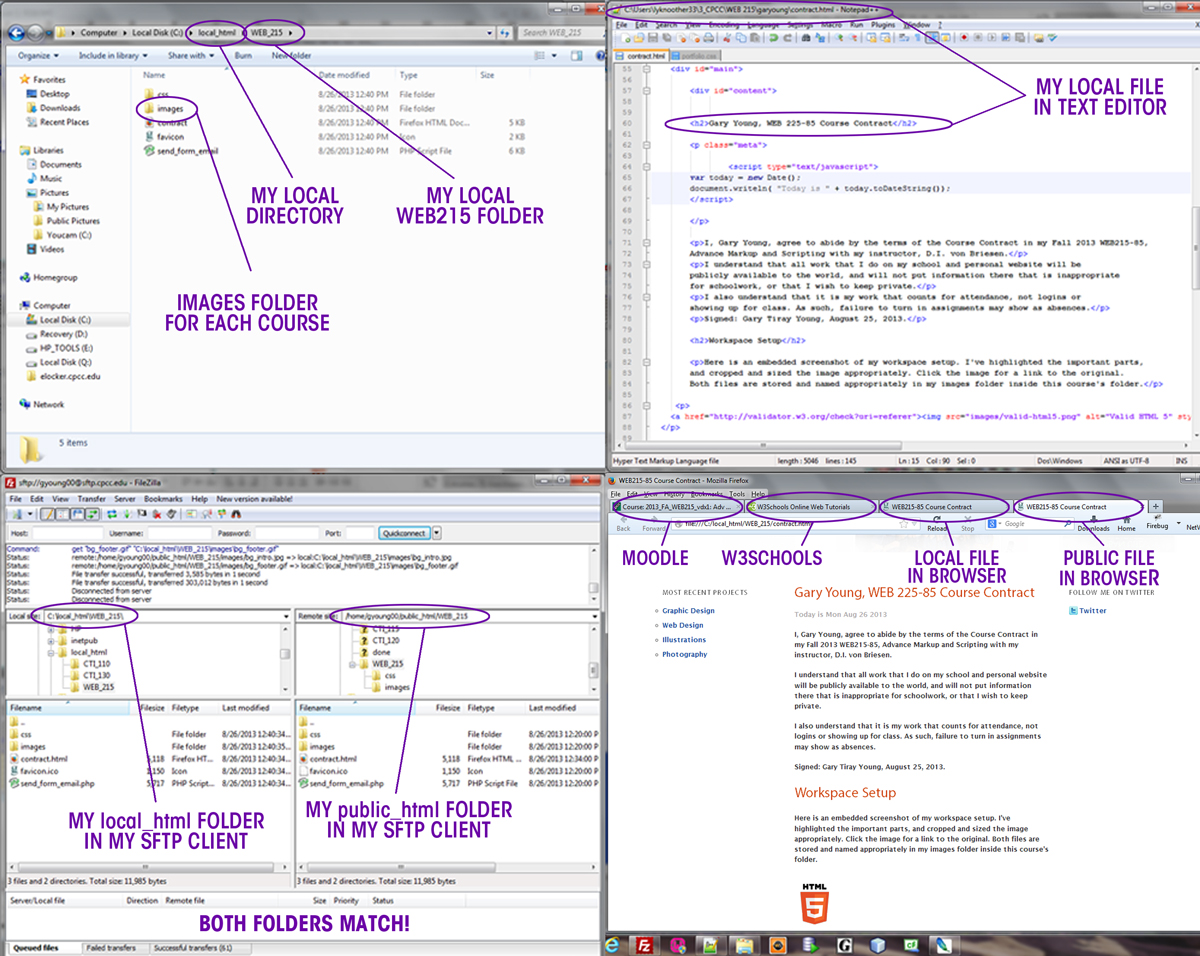 Computer ▸ Local Disk (C:) ▸ local_html ▸ WEB_215 ▸
Search WEB_215
Organize
Include in library
Share with
Burn
New folder
Favorites
Desktop
Downloads
Recent Places
Libraries
Documents
Music
Pictures
My Pictures
Public Pictures
Youcam (C:)
Videos
Homegroup
Computer
Local Disk (C:)
Recovery (D:)
HP_TOOLS (E:)
Local Disk (Q:)
elocker.cpcc.edu
Network
Name Date modified Type Size
css 8/26/2013 12:40 PM File folder
images 8/26/2013 12:40 PM File folder
contract 8/26/2013 12:40 PM Firefox HTML Doc... 5 KB
favicon 8/26/2013 12:40 PM Icon 2 KB
send_form_email 8/26/2013 12:40 PM PHP Script File 6 KB
MY LOCAL
DIRECTORY
MY LOCAL
WEB215 FOLDER
IMAGES FOLDER
FOR EACH COURSE
5 items
C:\Users\lyknoother33\3_CPCC\WEB 215\garyoung\contract.html - Notepad++
File Edit Search View Encoding Language Settings Macro Run Plugins Window ?
contract.html portfolio.css
MY LOCAL FILE
IN TEXT EDITOR
55 <div id="main">
56
57 <div id="content">
58
59
60 <h2>Gary Young, WEB 225-85 Course Contract</h2>
61
62 <p class="meta">
63
64 <script type="text/javascript">
65 var today = new Date();
66 document.writeln( "Today is " + today.toDateString());
67 </script>
68
69 </p>
70
71 <p>I, Gary Young, agree to abide by the terms of the Course Contract in my Fall 2013 WEB215-85,
72 Advance Markup and Scripting with my instructor, D.I. von Briesen.</p>
73 <p>I understand that all work that I do on my school and personal website will be
74 publicly available to the world, and will not put information there that is inappropriate
75 for schoolwork, or that I wish to keep private.</p>
76 <p>I also understand that it is my work that counts for attendance, not logins or
77 showing up for class. As such, failure to turn in assignments may show as absences.</p>
78 <p>Signed: Gary Tiray Young, August 25, 2013.</p>
79
80 <h2>Workspace Setup</h2>
81
82 <p>Here is an embedded screenshot of my workspace setup. I've highlighted the important parts,
83 and cropped and sized the image appropriately. Click the image for a link to the original.
84 Both files are stored and named appropriately in my images folder inside this course's folder.</p>
85
86 <p>
87 <a href="http://validator.w3.org/check?uri=referer"><img src="images/valid-html5.png" alt="Valid HTML 5" sty
88 </p>
89
Hyper Text Markup Language file length : 5046 lines : 145 Ln : 15 Col : 90 Sel : 0 Dos\Windows ANSI as UTF-8 INS
sftp://gyoung00@sftp.cpcc.edu - FileZilla
File Edit View Transfer Server Bookmarks Help New version available!
Host: Username: Password: Port: Quickconnect
Command: get "bg_footer.gif" "C:\local_html\WEB_215\images\bg_footer.gif"
Status: remote:/home/gyoung00/public_html/WEB_215/images/bg_intro.jpg => local:C:\local_html\WEB_215\images\bg_intro.jpg
Status: remote:/home/gyoung00/public_html/WEB_215/images/bg_footer.gif => local:C:\local_html\WEB_215\images\bg_footer.gif
Status: File transfer successful, transferred 3,585 bytes in 1 second
Status: File transfer successful, transferred 303,012 bytes in 1 second
Status: Disconnected from server
Status: Disconnected from server
Local site: C:\local_html\WEB_215\
HP
inetpub
local_html
CTI_110
CTI_130
WEB_215
Remote site: /home/gyoung00/public_html/WEB_215
CTI_115
CTI_120
done
WEB_215
css
images
Filename Filesize Filetype Last modified
..
css File folder 8/26/2013 12:40:34...
images File folder 8/26/2013 12:40:35...
contract.html 5,118 Firefox HT... 8/26/2013 12:40:34...
favicon.ico 1,150 Icon 8/26/2013 12:40:34...
send_form_email.php 5,717 PHP Script... 8/26/2013 12:40:34...
Filename Filesize Filetype Last modified
..
css File folder 8/26/2013 12:20:00 P
images File folder 8/26/2013 12:20:00 P
contract.html 5,118 Firefox HTML ... 8/26/2013 12:34:00 P
favicon.ico 1,150 Icon 8/26/2013 12:20:00 P
send_form_email.php 5,717 PHP Script File 8/26/2013 12:20:00 P
MY local_html FOLDER
IN MY SFTP CLIENT
MY public_html FOLDER
IN MY SFTP CLIENT
3 files and 2 directories. Total size: 11,985 bytes
3 files and 2 directories. Total size: 11,985 bytes
Server/Local file Direction Remote file Size Priority Status
BOTH FOLDERS MATCH!
Queued files Failed transfers Successful transfers (61)
WEB215-85 Course Contract - Mozilla Firefox
File Edit View History Bookmarks Tools Help
Course: 2013_FA_WEB215_vdb1: Adv ...
W3Schools Online Web Tutorials
WEB215-85 Course Contract
WEB215-85 Course Contract
Back Forward file:///C:/local_html/WEB_215/contract.html Reload Stop Google Downloads Home Firebug Net
MOODLE
W3SCHOOLS
LOCAL FILE
IN BROWSER
PUBLIC FILE
IN BROWSER
MOST RECENT PROJECTS
Graphic Design
Web Design
Illustrations
Photography
Gary Young, WEB 225-85 Course Contract
Today is Mon Aug 26 2013
I, Gary Young, agree to abide by the terms of the Course Contract in
my Fall 2013 WEB215-85, Advance Markup and Scripting with my
instructor, D.I. von Briesen.
I understand that all work that I do on my school and personal website
will be publicly available to the world, and will not put information
there that is inappropriate for schoolwork, or that I wish to keep
private.
I also understand that it is my work that counts for attendance, not
logins or showing up for class. As such, failure to turn in assignments
may show as absences.
Signed: Gary Tiray Young, August 25, 2013.
Workspace Setup
Here is an embedded screenshot of my workspace setup. I've
highlighted the important parts, and cropped and sized the image
appropriately. Click the image for a link to the original. Both files are
stored and named appropriately in my images folder inside this course's
folder.
HTML
5
FOLLOW ME ON TWITTER
Twitter